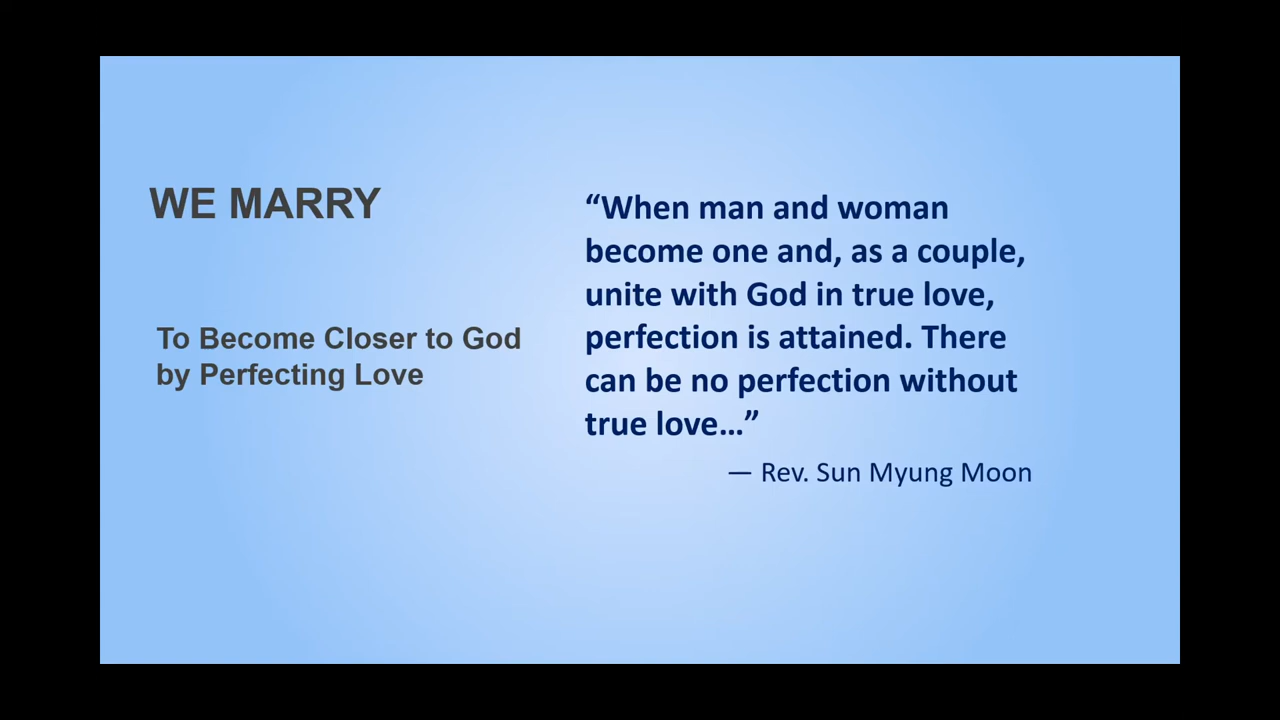 WE MARRY
To Become Closer to God
by Perfecting Love
“When man and woman
become one and, as a couple,
unite with God in true love,
perfection is attained. There
can be no perfection without
true love…”
— Rev. Sun Myung Moon